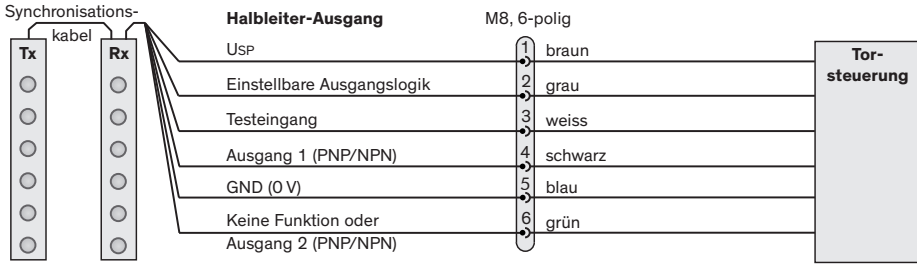 Synchronisations-
kabel
Tx
Rx
Halbleiter-Ausgang
M8, 6-polig
USP
1
braun
Einstellbare Ausgangslogik
2
grau
Testeingang
3
weiss
Ausgang 1 (PNP/NPN)
4
schwarz
GND (0 V)
5
blau
Keine Funktion oder
Ausgang 2 (PNP/NPN)
6
grün
Tor-
steuerung